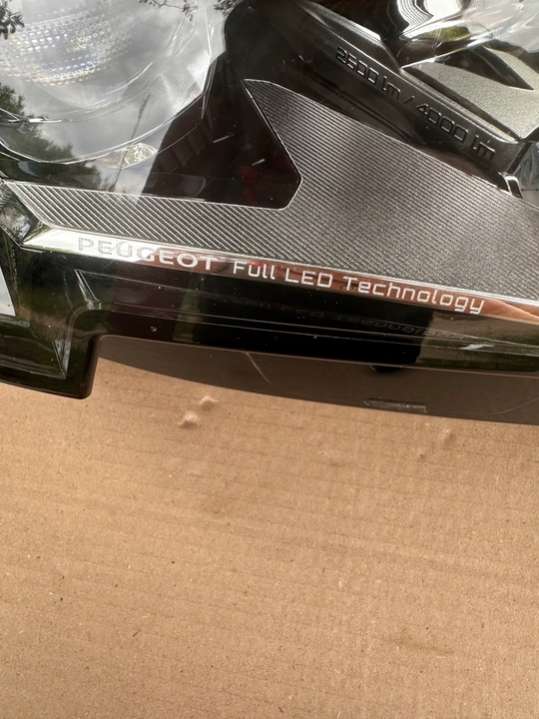 2500 lm / 4000 lm
PEUGEOT Full LED Technology